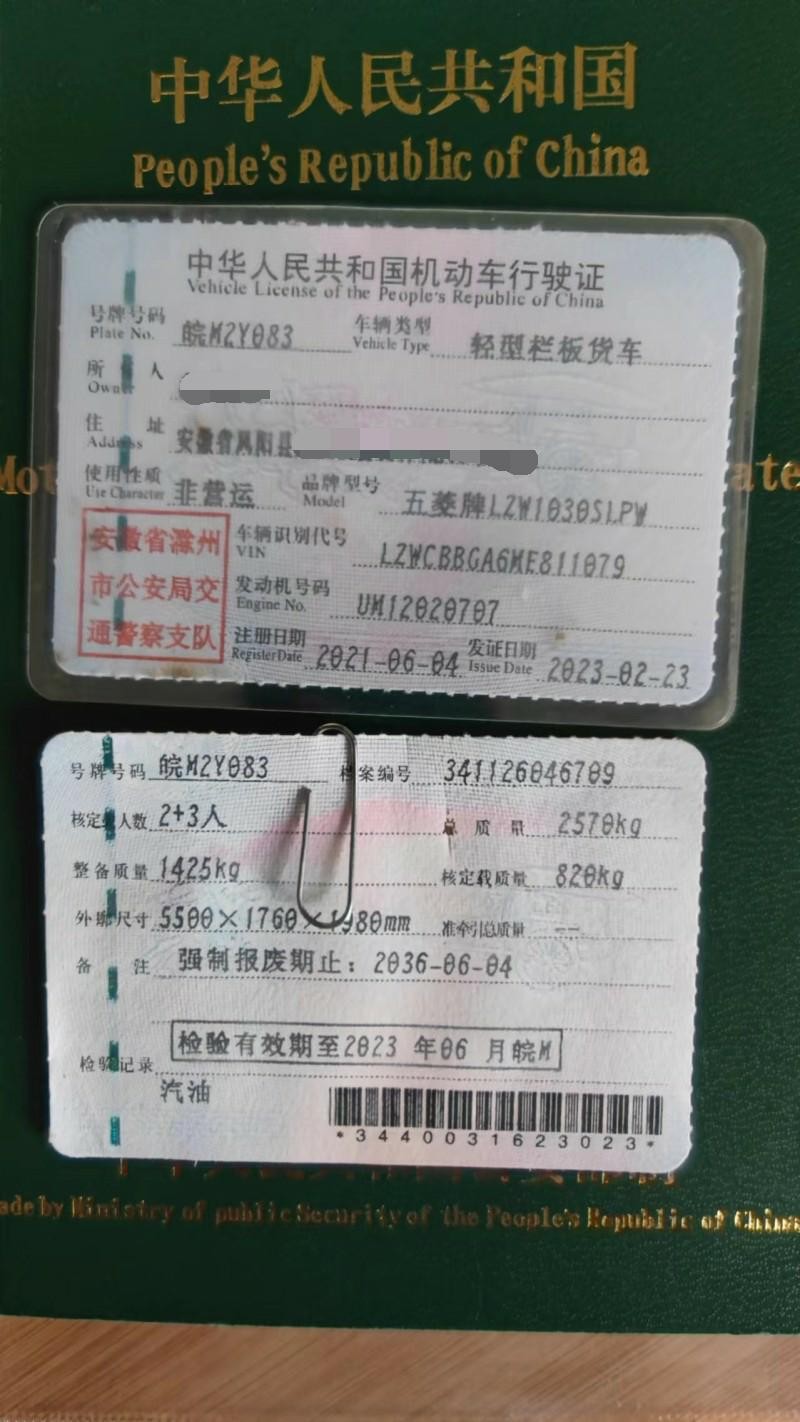 中华人民共和国
People's Republic of China
中华人民共和国机动车行驶证
Vehicle License of the People's Republic of China
号牌号码 皖M2Y083 车辆类型 轻型栏板货车
Plate No. Vehicle Type
所有人
Owner
住址 安徽省凤阳县
Address
使用性质 非营运 品牌型号 五菱牌LZW1030SLPW
Use Character Model
安徽省滁州
市公安局交
通警察支队
车辆识别代号 LZWCBBGA6ME811079
VIN
发动机号码 UM12020707
Engine No.
注册日期 2021-06-04 发证日期 2023-02-23
Register Date Issue Date
号牌号码 皖M2Y083 档案编号 341126046709
核定载人数 2+3人 总质量 2570kg
整备质量 1425kg 核定载质量 820kg
外廓尺寸 5500×1760×1980mm 准牵引总质量 --
备注 强制报废期止：2036-06-04
检验记录 检验有效期至2023 年06 月皖M
汽油
*3440031623023*
Made by Ministry of public Security of the People's Republic of China